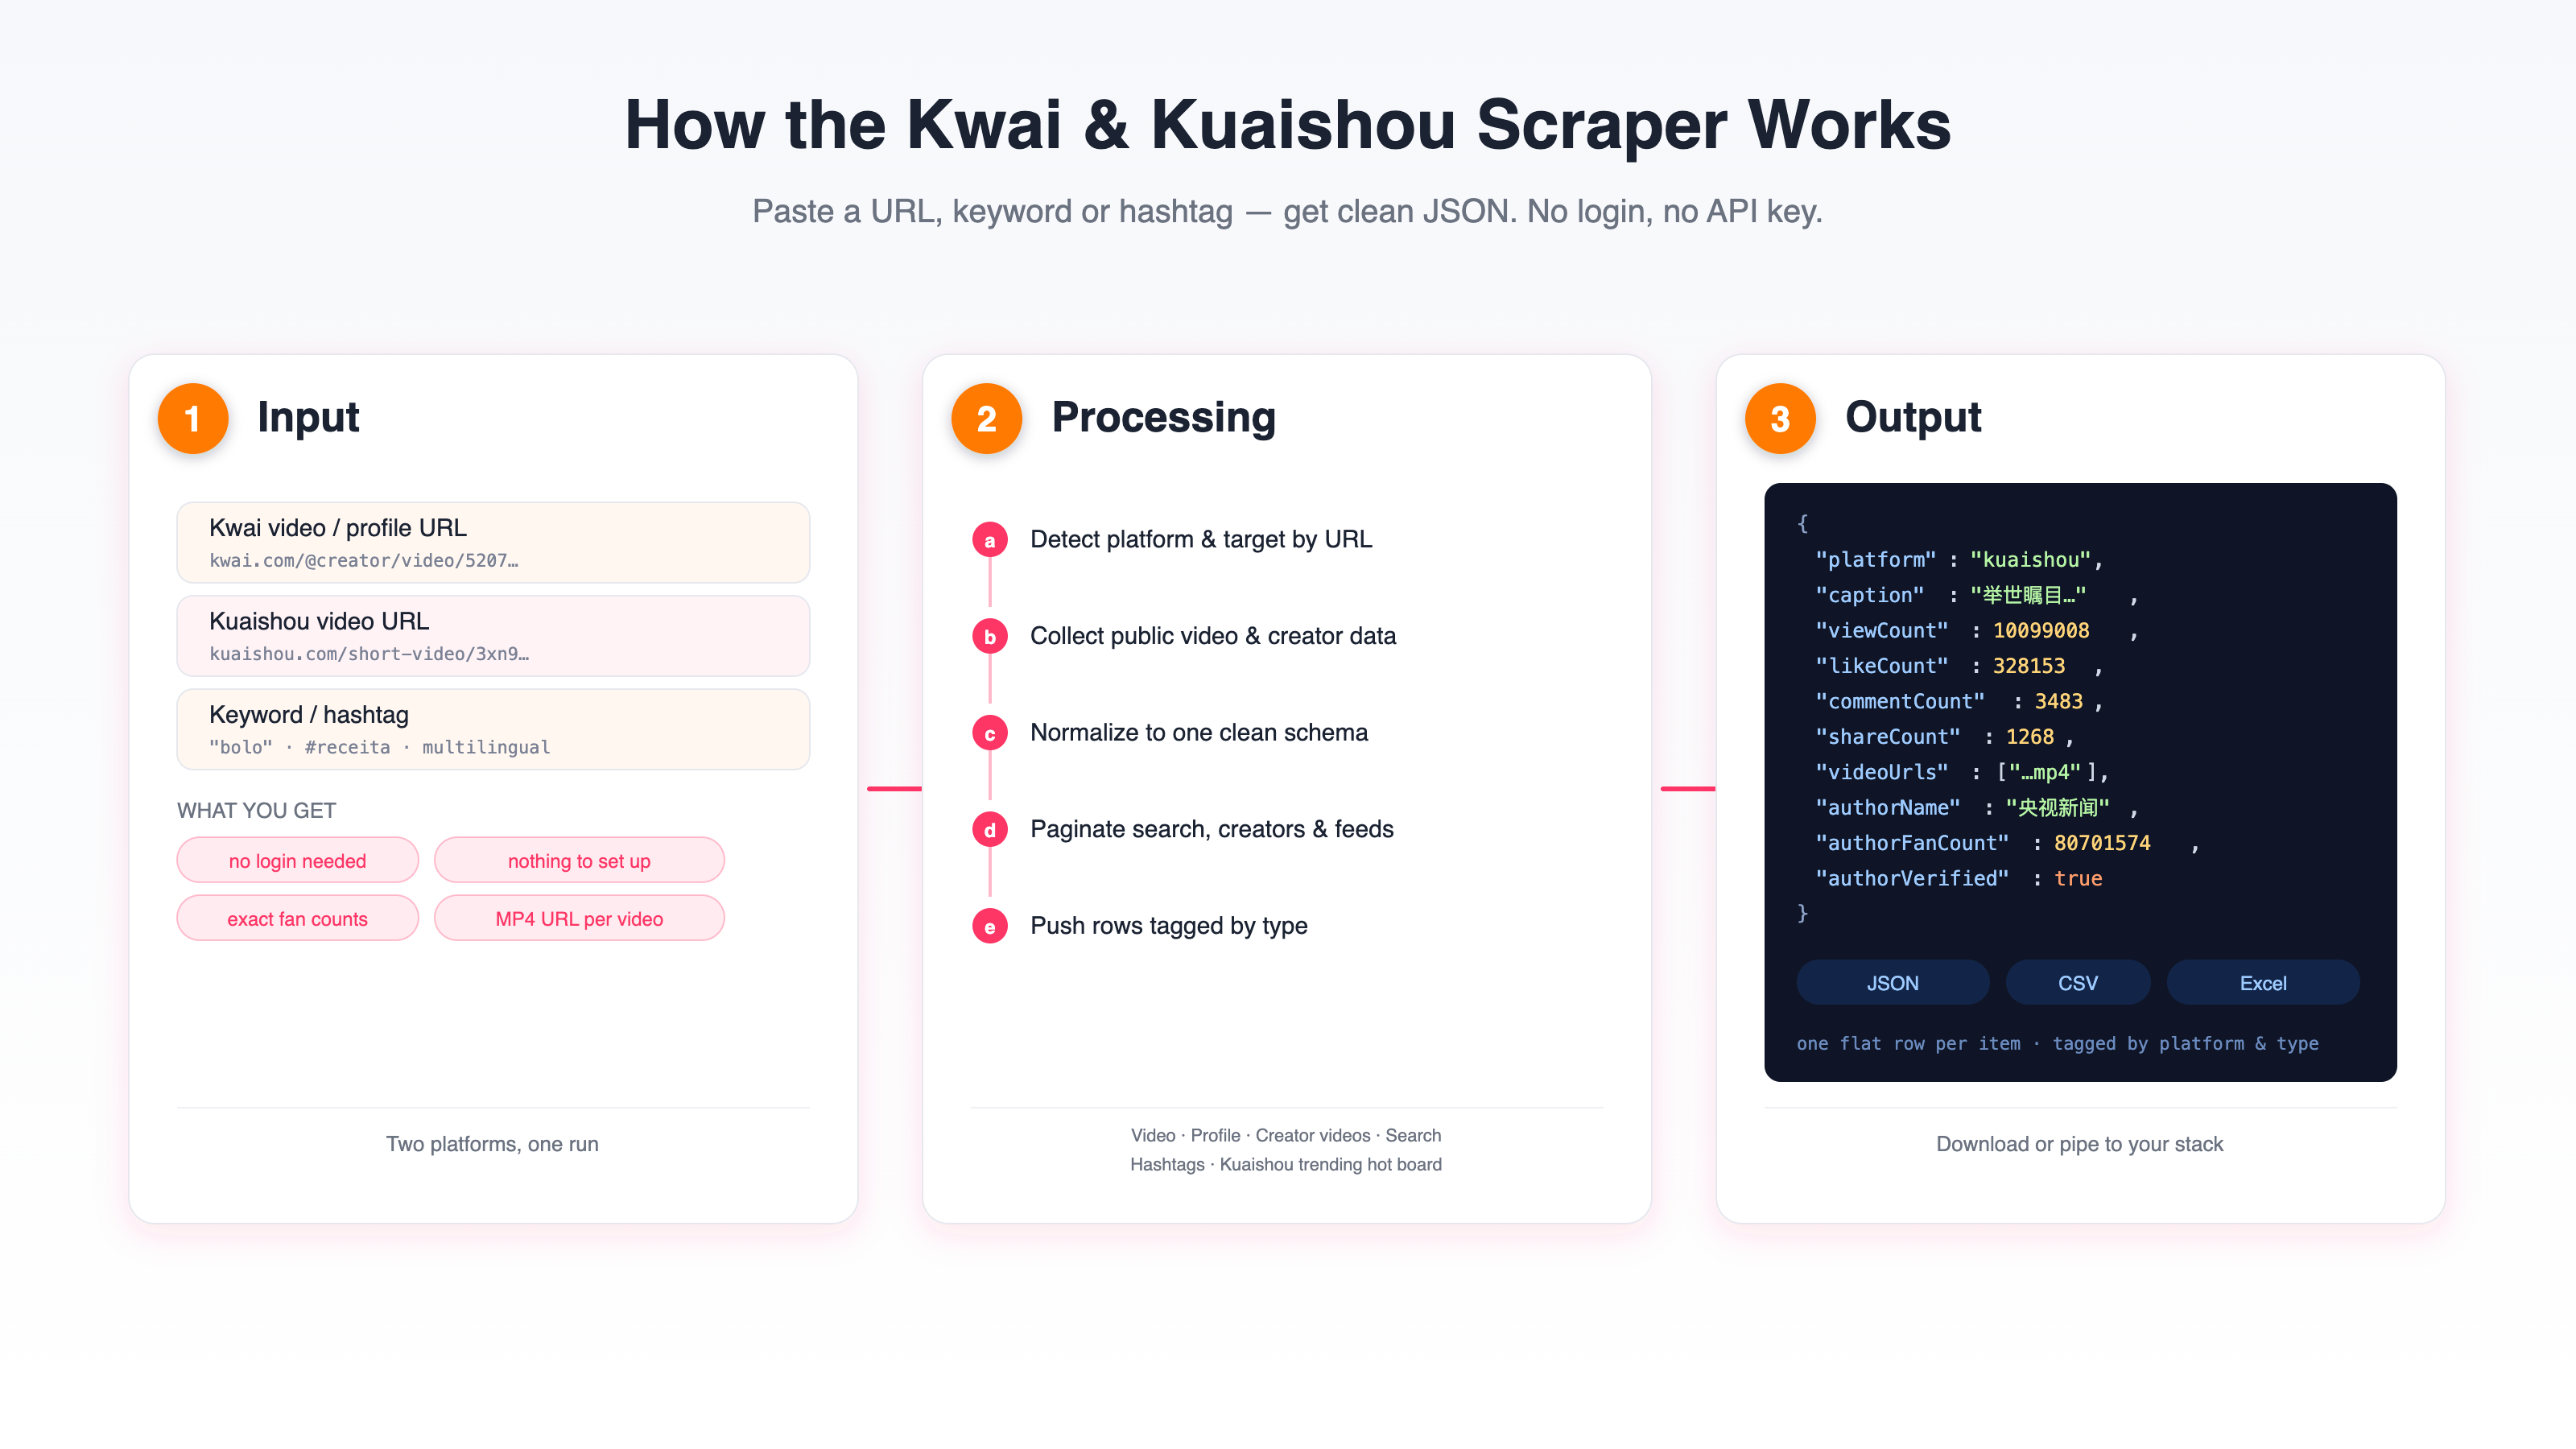 How the Kwai & Kuaishou Scraper Works
Paste a URL, keyword or hashtag — get clean JSON. No login, no API key.
1 Input
Kwai video / profile URL
kwai.com/@creator/video/5207…
Kuaishou video URL
kuaishou.com/short-video/3xn9…
Keyword / hashtag
"bolo" · #receita · multilingual
WHAT YOU GET
no login needed nothing to set up
exact fan counts MP4 URL per video
Two platforms, one run
2 Processing
a Detect platform & target by URL
b Collect public video & creator data
c Normalize to one clean schema
d Paginate search, creators & feeds
e Push rows tagged by type
Video · Profile · Creator videos · Search
Hashtags · Kuaishou trending hot board
3 Output
{
"platform" : "kuaishou",
"caption" : "举世瞩目…" ,
"viewCount" : 10099008 ,
"likeCount" : 328153 ,
"commentCount" : 3483 ,
"shareCount" : 1268 ,
"videoUrls" : ["…mp4"],
"authorName" : "央视新闻" ,
"authorFanCount" : 80701574 ,
"authorVerified" : true
}
JSON CSV Excel
one flat row per item · tagged by platform & type
Download or pipe to your stack